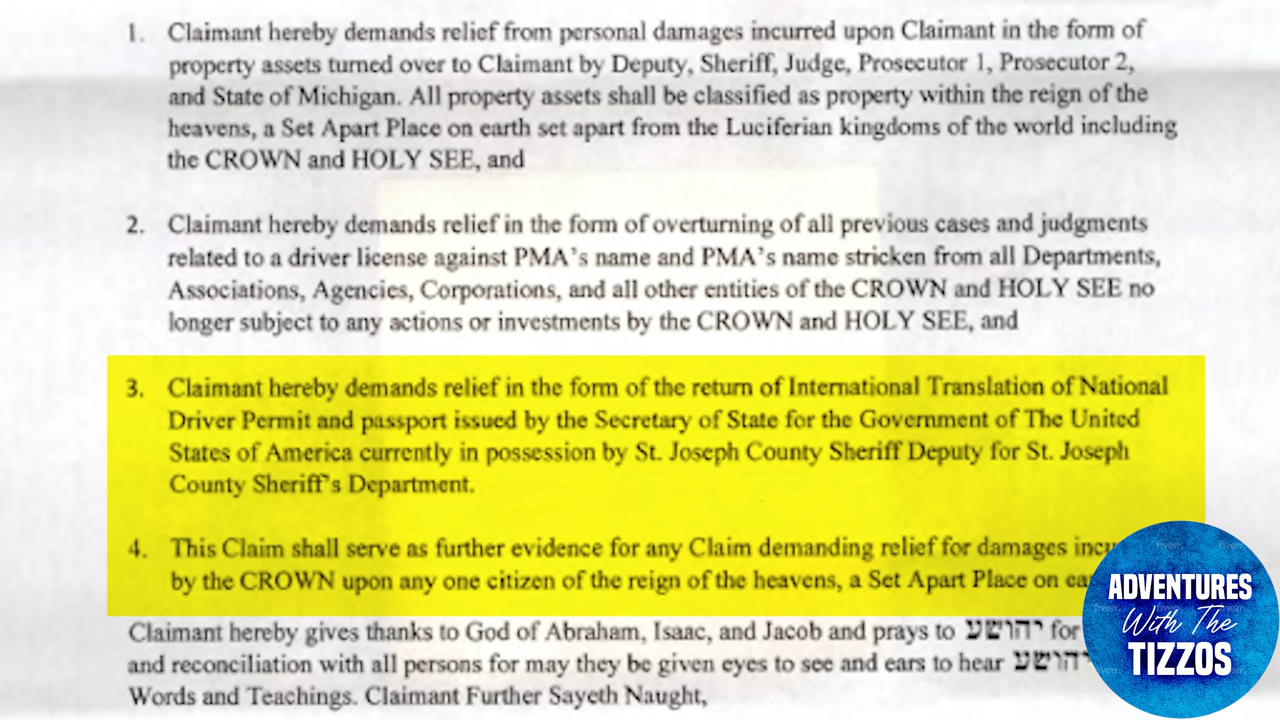 1. Claimant hereby demands relief from personal damages incurred upon Claimant in the form of
property assets turned over to Claimant by Deputy, Sheriff, Judge, Prosecutor 1, Prosecutor 2,
and State of Michigan. All property assets shall be classified as property within the reign of the
heavens, a Set Apart Place on earth set apart from the Luciferian kingdoms of the world including
the CROWN and HOLY SEE, and
2. Claimant hereby demands relief in the form of overturning of all previous cases and judgments
related to a driver license against PMA's name and PMA's name stricken from all Departments,
Associations, Agencies, Corporations, and all other entities of the CROWN and HOLY SEE no
longer subject to any actions or investments by the CROWN and HOLY SEE, and
3. Claimant hereby demands relief in the form of the return of International Translation of National
Driver Permit and passport issued by the Secretary of State for the Government of The United
States of America currently in possession by St. Joseph County Sheriff Deputy for St. Joseph
County Sheriff's Department.
4. This Claim shall serve as further evidence for any Claim demanding relief for damages
by the CROWN upon any one citizen of the reign of the heavens, a Set Apart Place on
Claimant hereby gives thanks to God of Abraham, Isaac, and Jacob and prays to יהושע for
and reconciliation with all persons for may they be given eyes to see and ears to hear
Words and Teachings. Claimant Further Sayeth Naught,
ADVENTURES
With The
TIZZOS